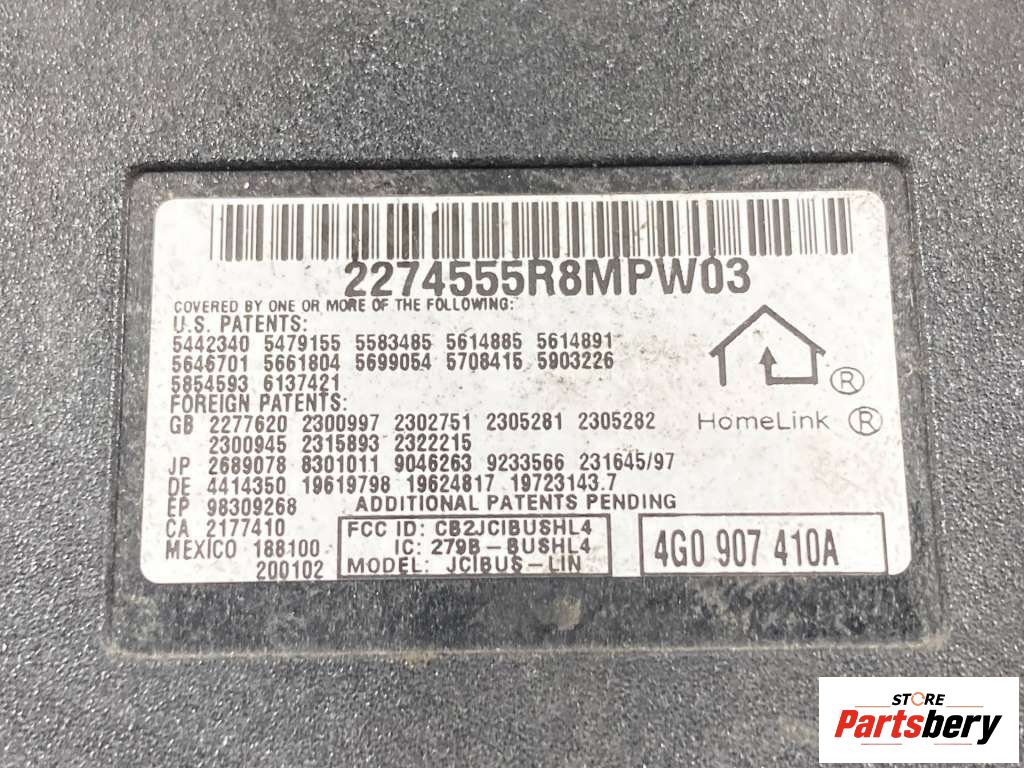 2274555R8MPW03
COVERED BY ONE OR MORE OF THE FOLLOWING:
U.S. PATENTS:
5442340 5479155 5583485 5614885 5614891
5646701 5661804 5699054 5708415 5903226
5854593 6137421
FOREIGN PATENTS:
GB 2277620 2300997 2302751 2305281 2305282
2300945 2315893 2322215
JP 2689078 8301011 9046263 9233566 231645/97
DE 4414350 19619798 19624817 19723143.7
EP 98309268 ADDITIONAL PATENTS PENDING
CA 2177410
MEXICO 188100
200102
FCC ID: CB2JCIBUSHL4
IC: 279B-BUSHL4
MODEL: JCIBUS-LIN
®
HomeLink ®
4G0 907 410A
STORE
Partsbery